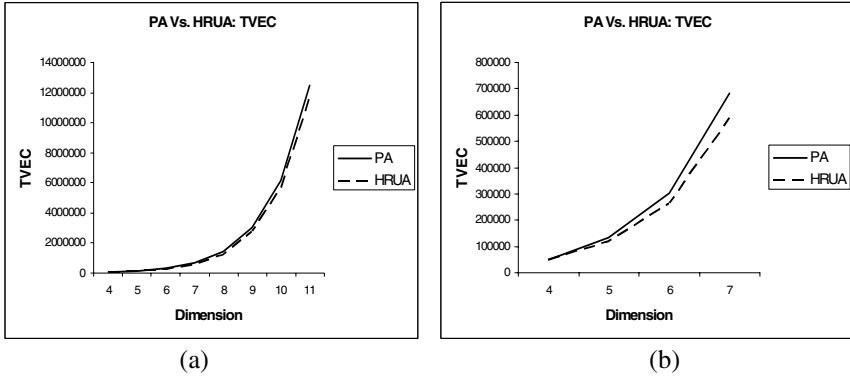 PA Vs. HRUA: TVEC
14000000
12000000
10000000
8000000
6000000
4000000
2000000
0
TVEC
4 5 6 7 8 9 10 11
Dimension
PA
HRUA
(a)
PA Vs. HRUA: TVEC
800000
700000
600000
500000
400000
300000
200000
100000
0
TVEC
4 5 6 7
Dimension
PA
HRUA
(b)